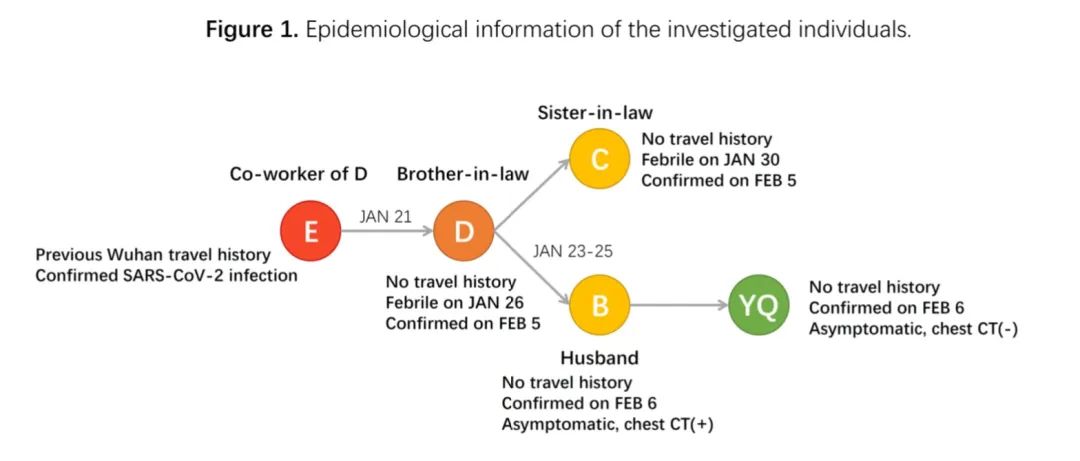 Figure 1. Epidemiological information of the investigated individuals.
Sister-in-law
C
No travel history
Febrile on JAN 30
Confirmed on FEB 5
Co-worker of D
Brother-in-law
E
JAN 21
D
Previous Wuhan travel history
Confirmed SARS-CoV-2 infection
No travel history
Febrile on JAN 26
Confirmed on FEB 5
JAN 23-25
B
YQ
No travel history
Confirmed on FEB 6
Asymptomatic, chest CT(-)
Husband
No travel history
Confirmed on FEB 6
Asymptomatic, chest CT(+)